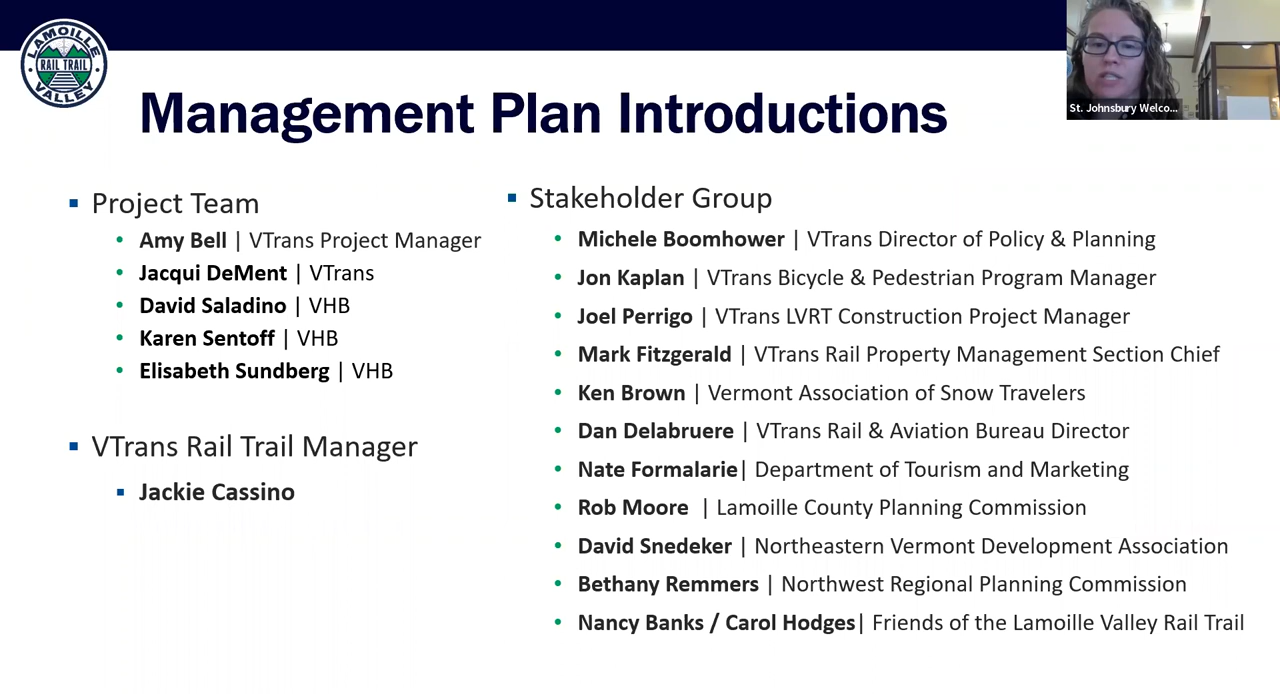 LAMOILLE
RAIL TRAIL
VALLEY
St. Johnsbury Welco...
Management Plan Introductions
Project Team
Amy Bell | VTrans Project Manager
Jacqui DeMent | VTrans
David Saladino | VHB
Karen Sentoff | VHB
Elisabeth Sundberg | VHB
VTrans Rail Trail Manager
Jackie Cassino
Stakeholder Group
Michele Boomhower | VTrans Director of Policy & Planning
Jon Kaplan | VTrans Bicycle & Pedestrian Program Manager
Joel Perrigo | VTrans LVRT Construction Project Manager
Mark Fitzgerald | VTrans Rail Property Management Section Chief
Ken Brown | Vermont Association of Snow Travelers
Dan Delabruere | VTrans Rail & Aviation Bureau Director
Nate Formalarie| Department of Tourism and Marketing
Rob Moore | Lamoille County Planning Commission
David Snedeker | Northeastern Vermont Development Association
Bethany Remmers | Northwest Regional Planning Commission
Nancy Banks / Carol Hodges| Friends of the Lamoille Valley Rail Trail